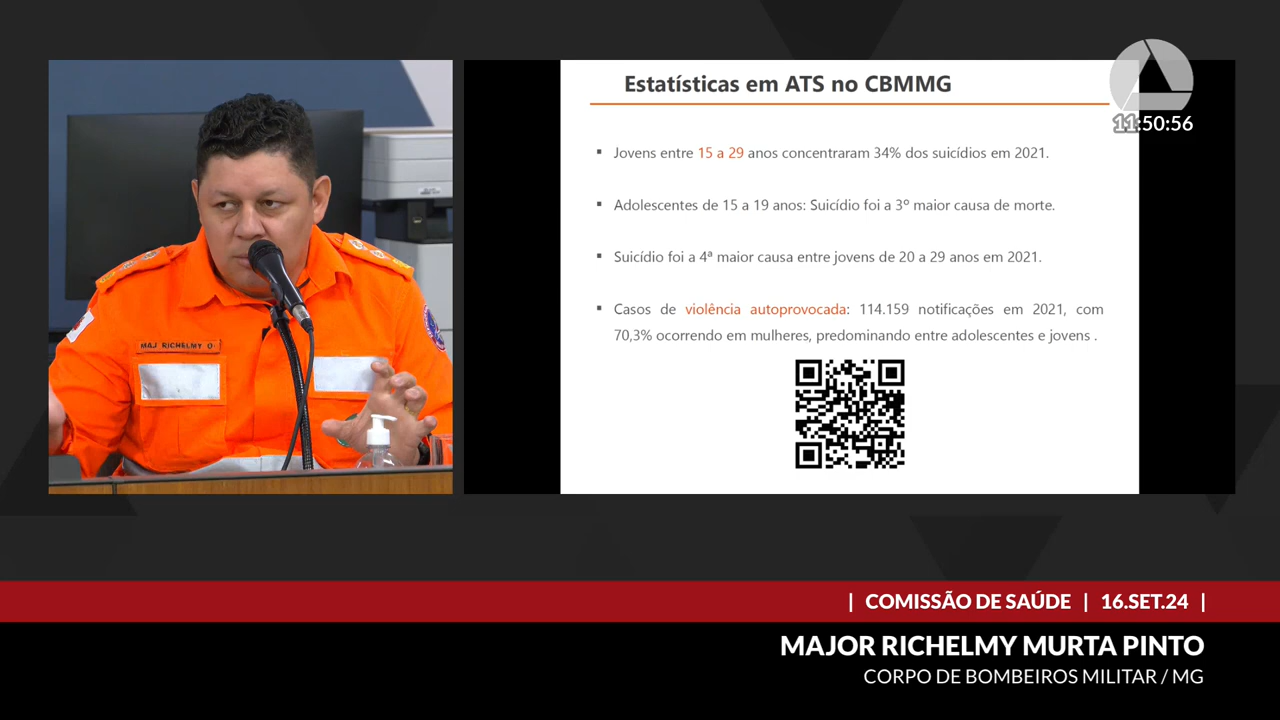 Estatísticas em ATS no CBMMG
11:50:56
▪ Jovens entre 15 a 29 anos concentraram 34% dos suicídios em 2021.
▪ Adolescentes de 15 a 19 anos: Suicídio foi a 3º maior causa de morte.
▪ Suicídio foi a 4ª maior causa entre jovens de 20 a 29 anos em 2021.
▪ Casos de violência autoprovocada: 114.159 notificações em 2021, com
70,3% ocorrendo em mulheres, predominando entre adolescentes e jovens .
MAJ RICHELMY
| COMISSÃO DE SAÚDE | 16.SET.24 |
MAJOR RICHELMY MURTA PINTO
CORPO DE BOMBEIROS MILITAR / MG